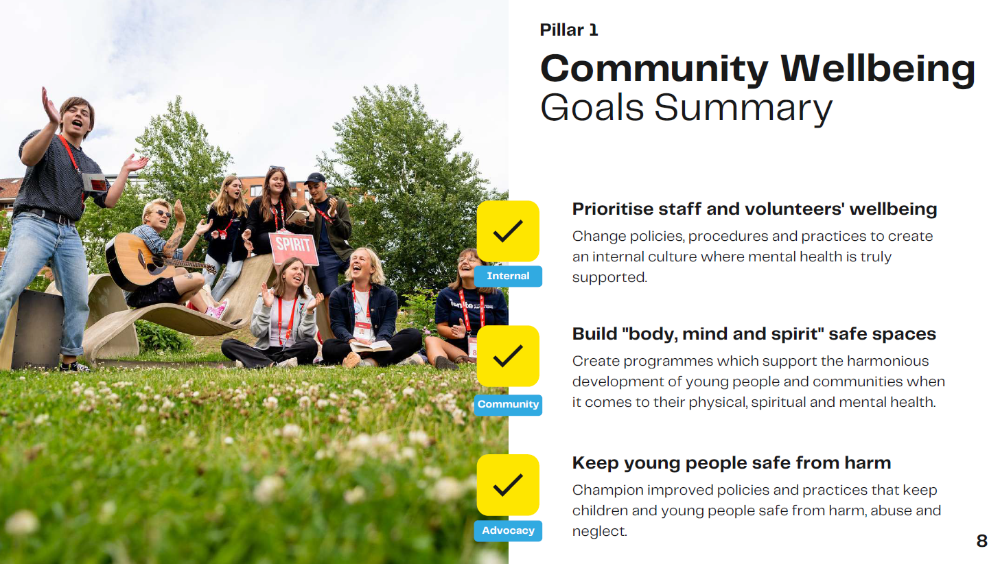 Pillar 1
Community Wellbeing
Goals Summary
SPIRIT
Internal
Prioritise staff and volunteers' wellbeing
Change policies, procedures and practices to create
an internal culture where mental health is truly
supported.
Community
Build "body, mind and spirit" safe spaces
Create programmes which support the harmonious
development of young people and communities when
it comes to their physical, spiritual and mental health.
Advocacy
Keep young people safe from harm
Champion improved policies and practices that keep
children and young people safe from harm, abuse and
neglect.
8